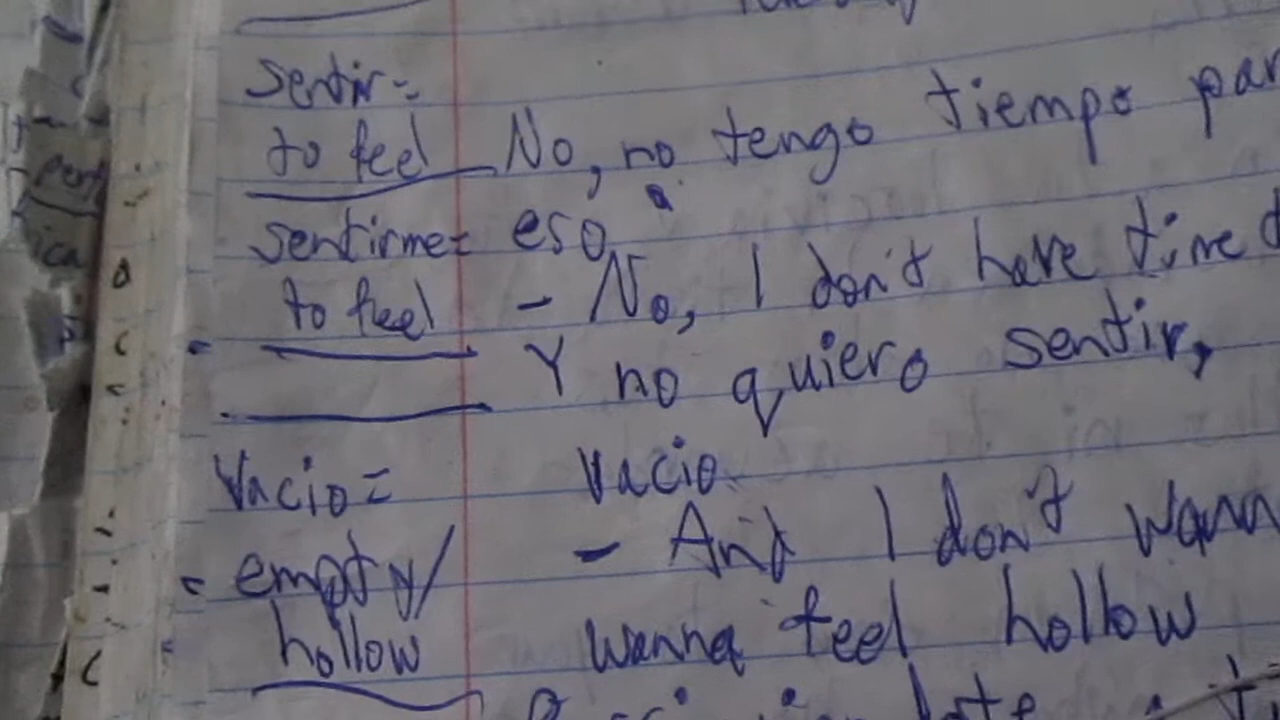 sentir=
to feel No, no tengo tiempo par
sentirme= eso,
to feel - No, I don't have time
Y no quiero sentir,
Vacio= vacio
- And I don't wann
empty/
hollow wanna feel hollow